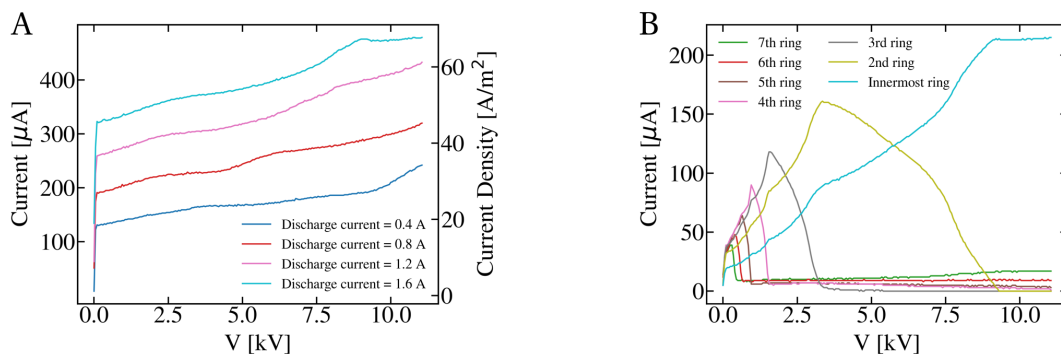 A
Current [µA]
400
300
200
100
Current Density [A/m²]
60
40
20
0
0.0 2.5 5.0 7.5 10.0
V [kV]
Discharge current = 0.4 A
Discharge current = 0.8 A
Discharge current = 1.2 A
Discharge current = 1.6 A
B
Current [µA]
200
150
100
50
0
0.0 2.5 5.0 7.5 10.0
V [kV]
7th ring
6th ring
5th ring
4th ring
3rd ring
2nd ring
Innermost ring